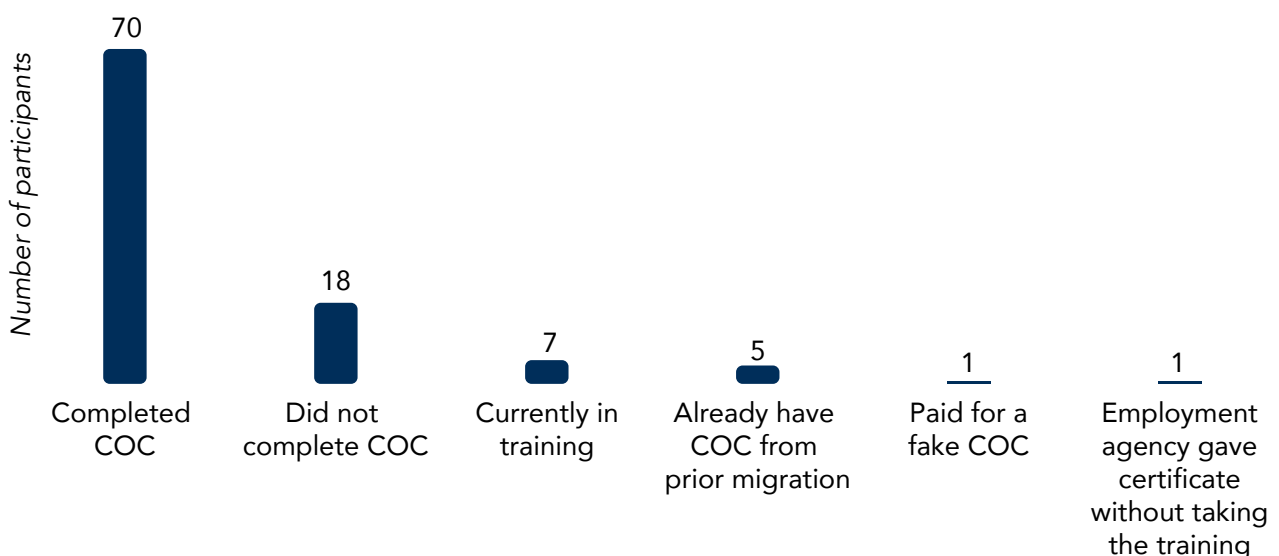 70
Number of participants
18
7
5
1
1
Completed
COC
Did not
complete COC
Currently in
training
Already have
COC from
prior migration
Paid for a
fake COC
Employment
agency gave
certificate
without taking
the training